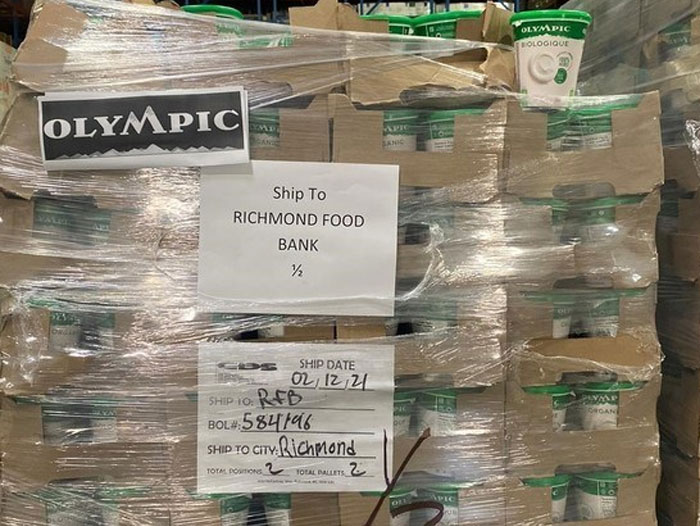 OLYMPIC
BIOLOGIQUE
OLYMPIC
Ship To
RICHMOND FOOD
BANK
½
SHIP DATE
02,12,21
SHIP TO: RFB
BOL#: 584196
SHIP TO CITY: Richmond
TOTAL POSITIONS 2 TOTAL PALLETS 2